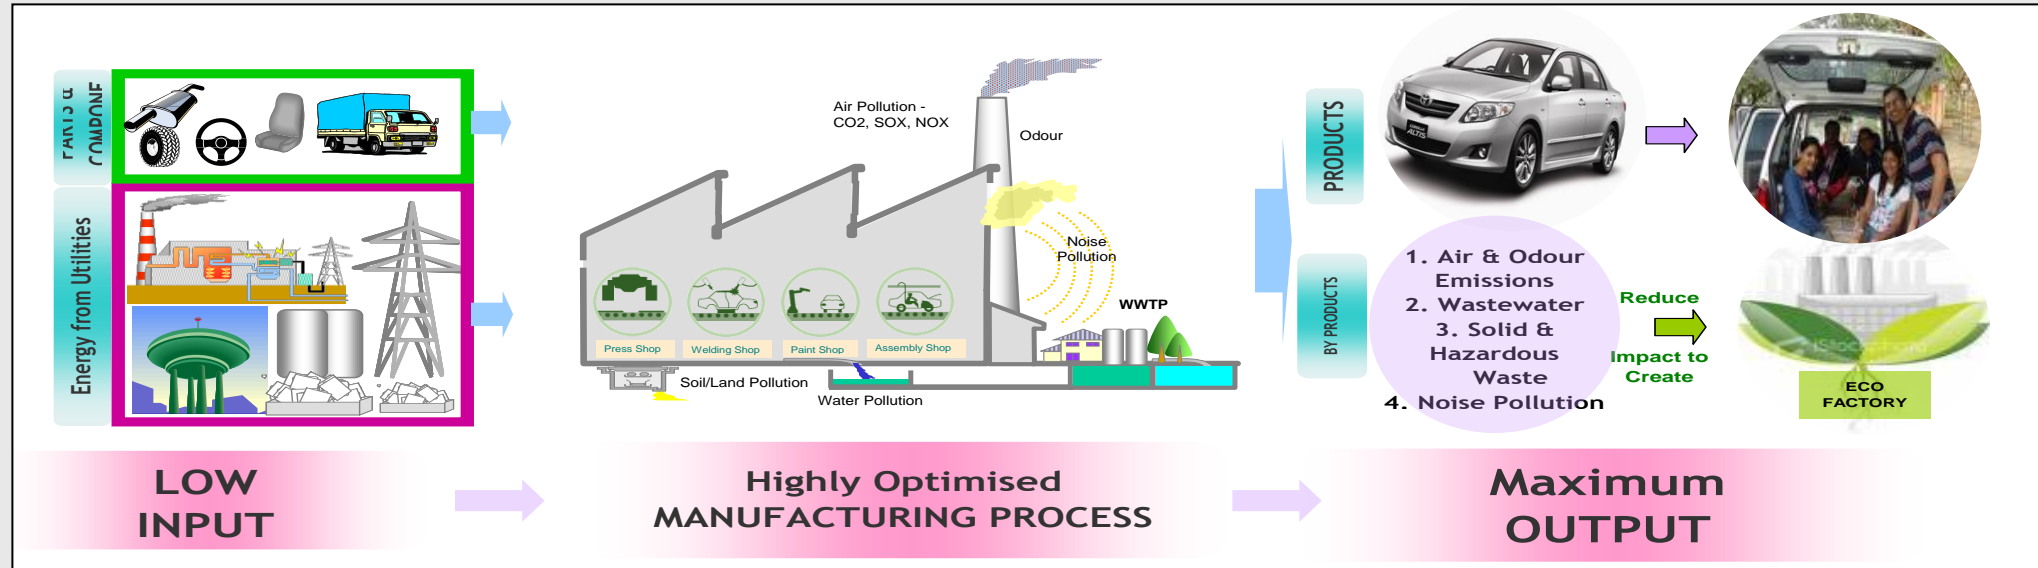 Energy from Utilities
Air Pollution -
CO2, SOX, NOX
Odour
Noise
Pollution
WWTP
Press Shop
Welding Shop
Paint Shop
Assembly Shop
Soil/Land Pollution
Water Pollution
PRODUCTS
ALTIS
BY PRODUCTS
1. Air & Odour
Emissions
2. Wastewater
3. Solid &
Hazardous
Waste
4. Noise Pollution
Reduce
Impact to
Create
ECO
FACTORY
LOW
INPUT
Highly Optimised
MANUFACTURING PROCESS
Maximum
OUTPUT